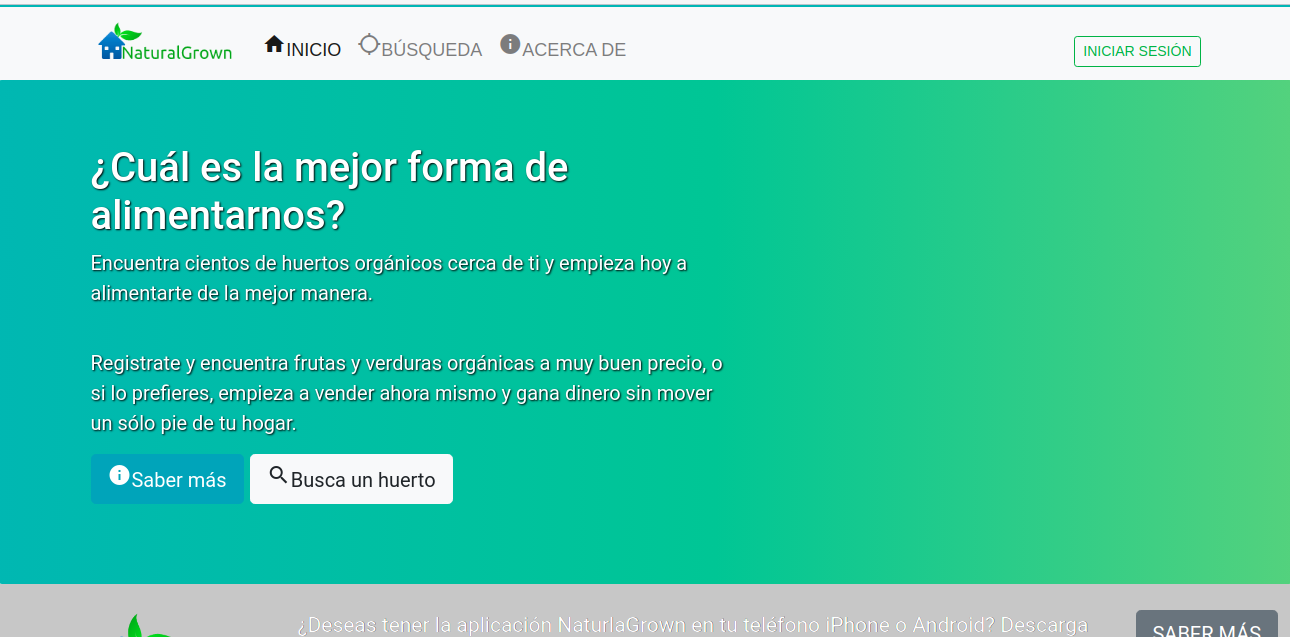 NaturalGrown INICIO BÚSQUEDA ACERCA DE INICIAR SESIÓN
¿Cuál es la mejor forma de
alimentarnos?
Encuentra cientos de huertos orgánicos cerca de ti y empieza hoy a
alimentarte de la mejor manera.
Registrate y encuentra frutas y verduras orgánicas a muy buen precio, o
si lo prefieres, empieza a vender ahora mismo y gana dinero sin mover
un sólo pie de tu hogar.
Saber más Busca un huerto
¿Deseas tener la aplicación NaturlaGrown en tu teléfono iPhone o Android? Descarga
SABER MÁS